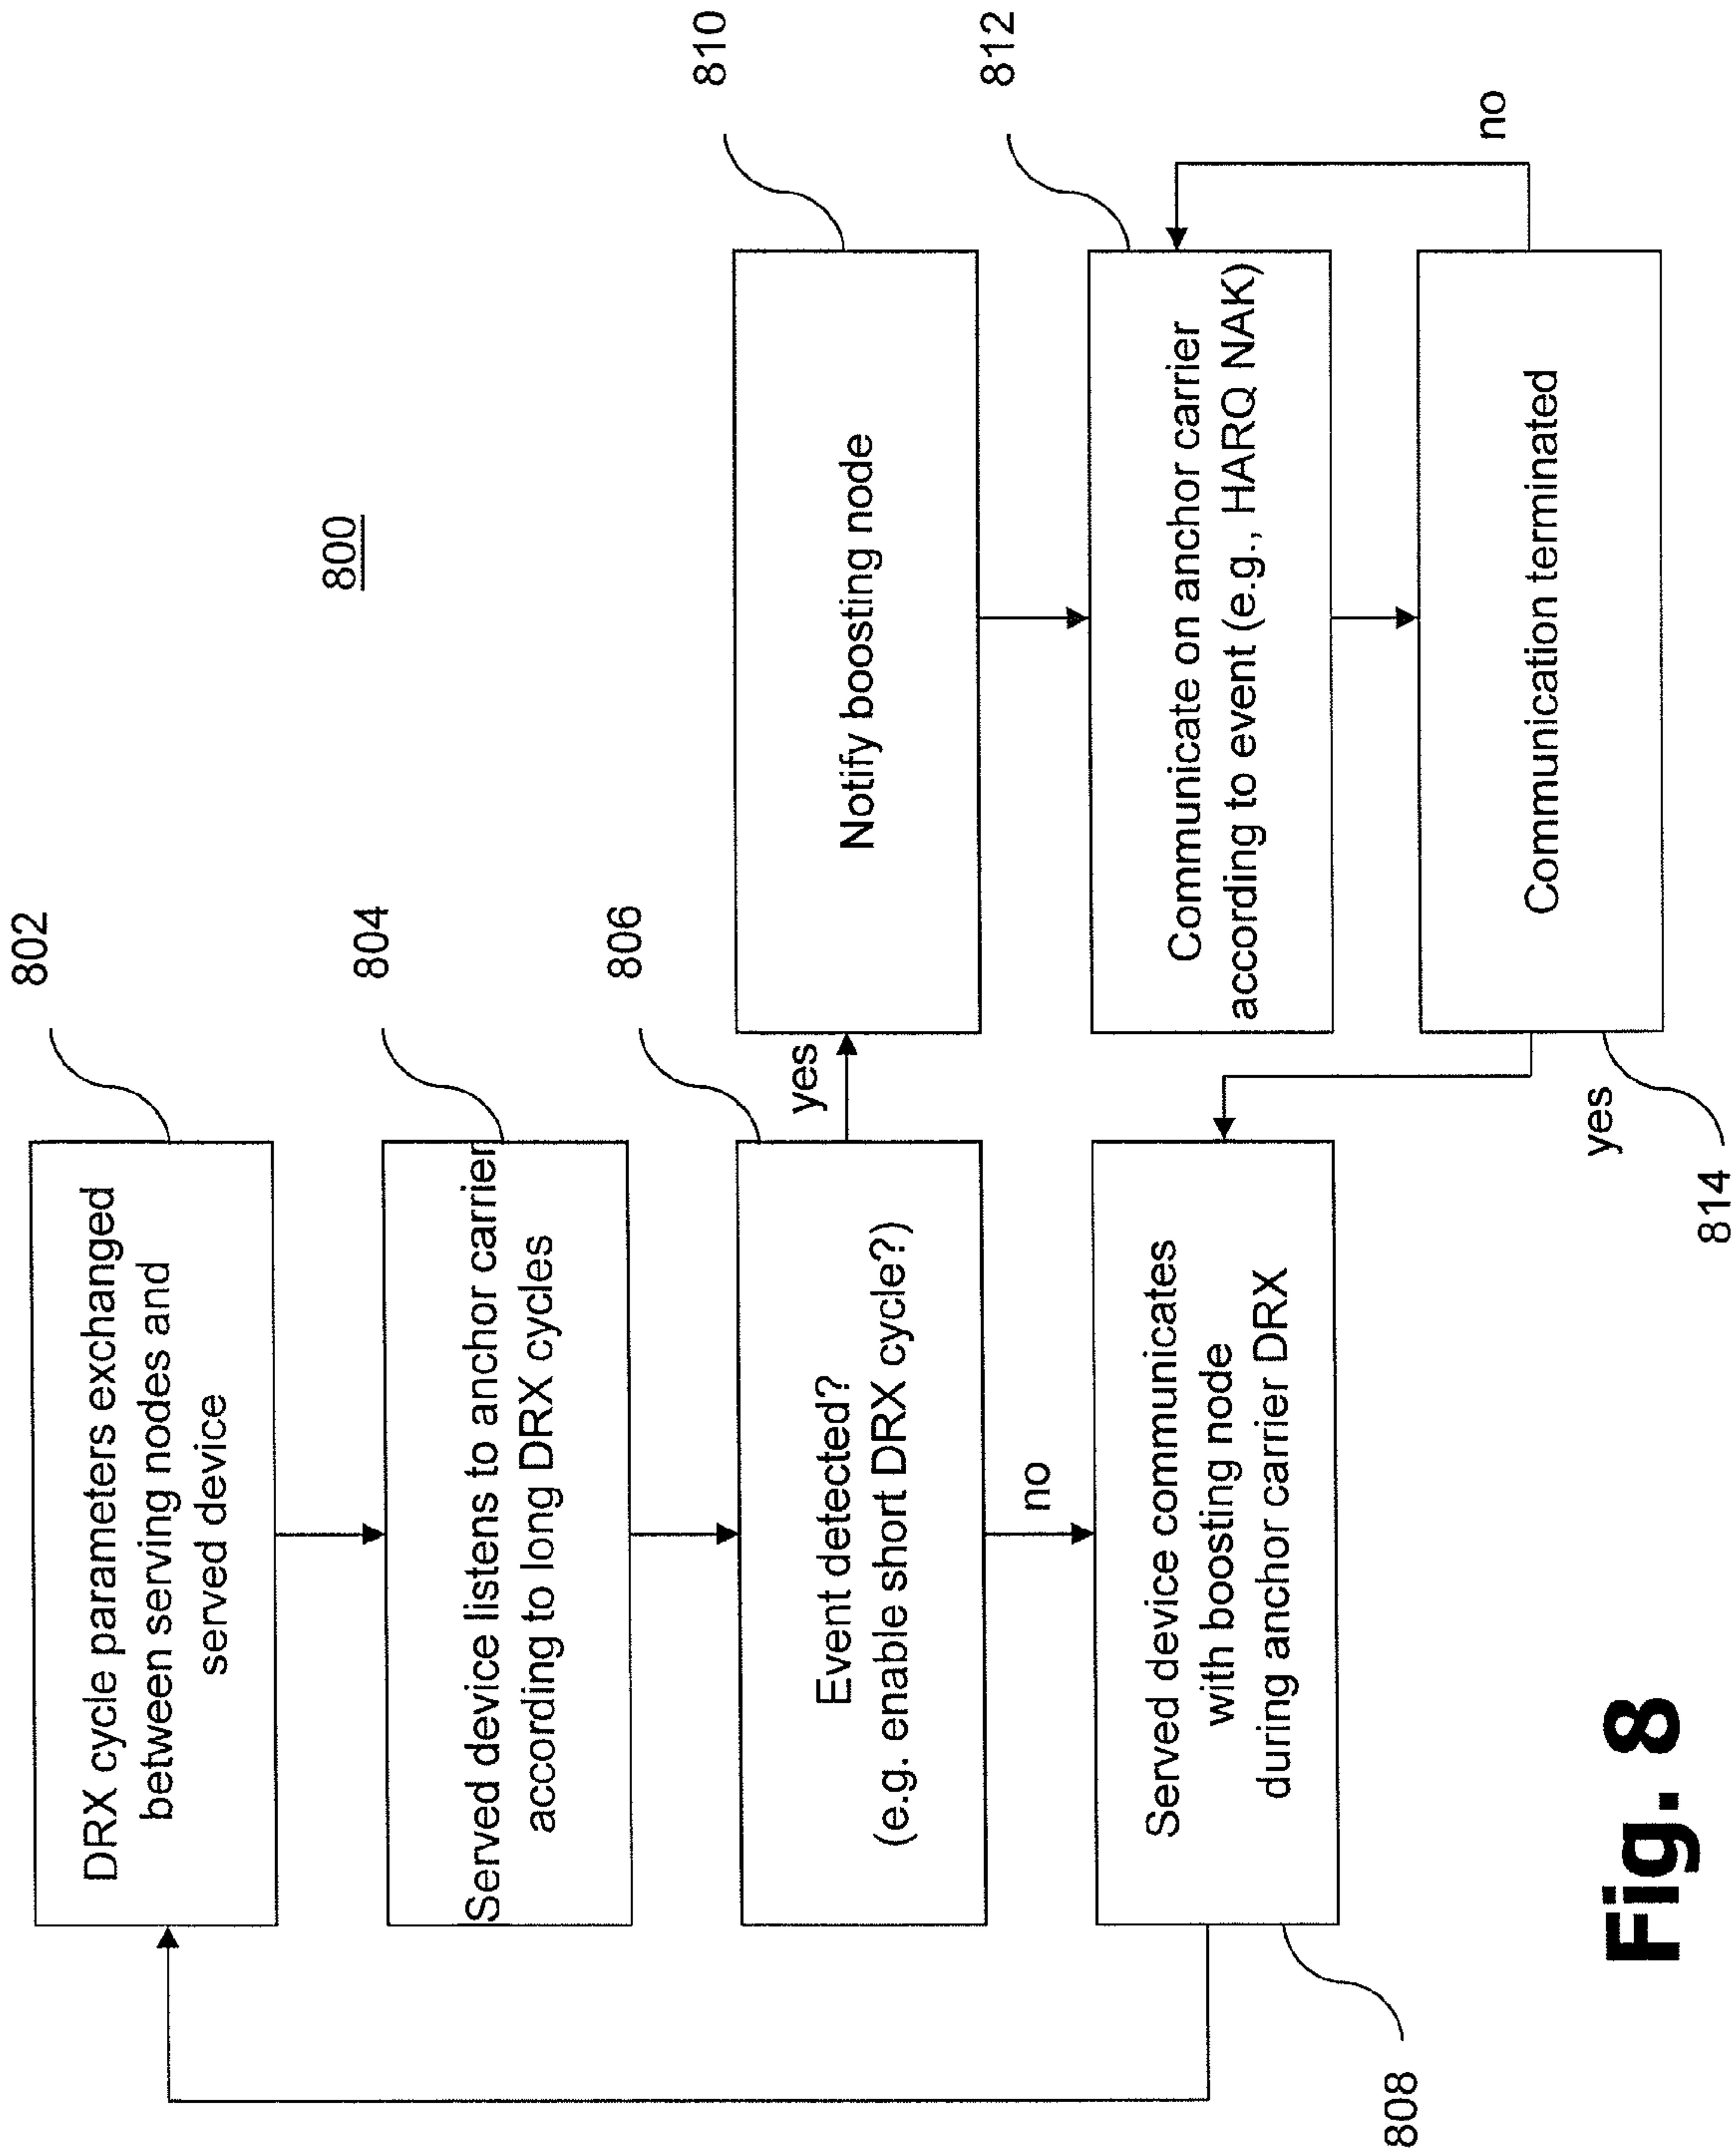 800
802
DRX cycle parameters exchanged
between serving nodes and
served device
804
Served device listens to anchor carrier
according to long DRX cycles
806
Event detected?
(e.g. enable short DRX cycle?)
yes
no
808
Served device communicates
with boosting node
during anchor carrier DRX
810
Notify boosting node
812
Communicate on anchor carrier
according to event (e.g., HARQ NAK)
no
Communication terminated
yes
814
Fig. 8